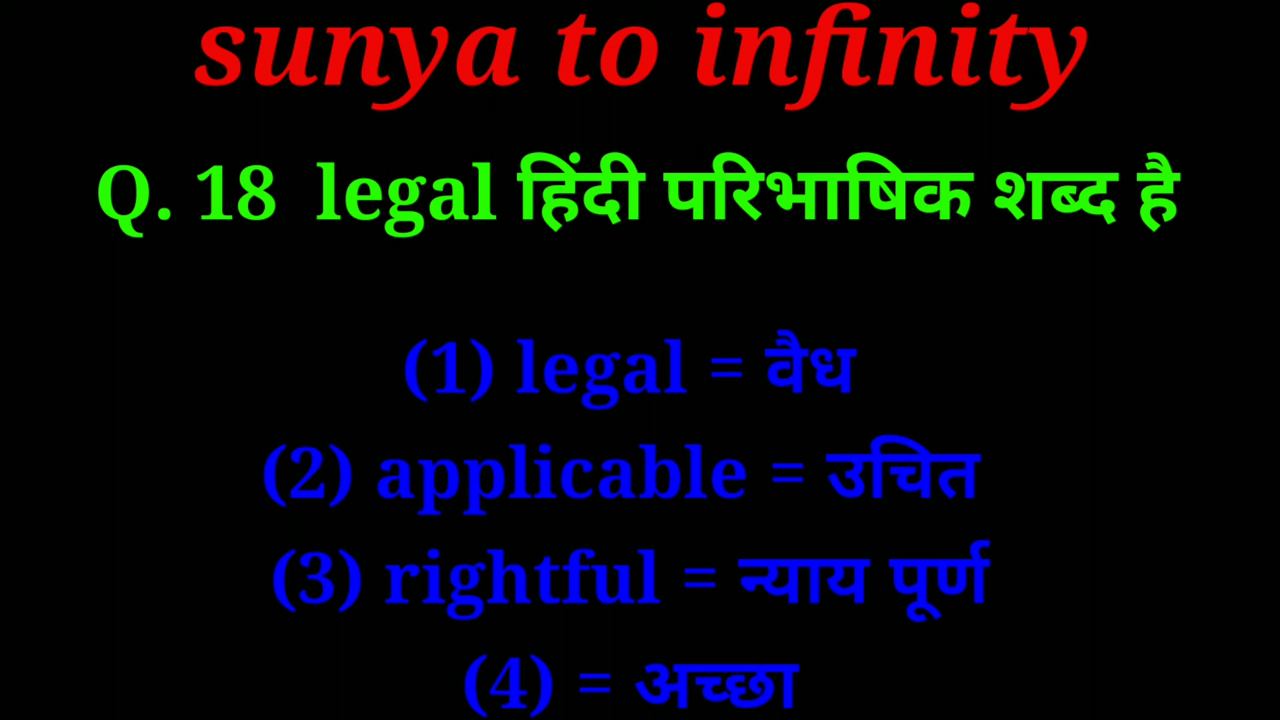 sunya to infinity
Q. 18 legal हिंदी परिभाषिक शब्द है
(1) legal = वैध
(2) applicable = उचित
(3) rightful = न्याय पूर्ण
(4) = अच्छा